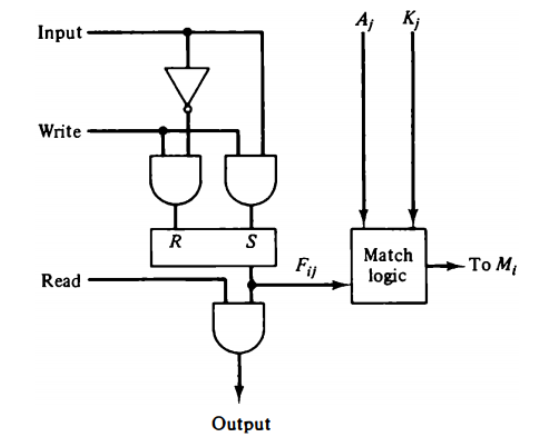 Input
A_j K_j
Write
R S
Read
F_ij
Match
logic
To M_i
Output